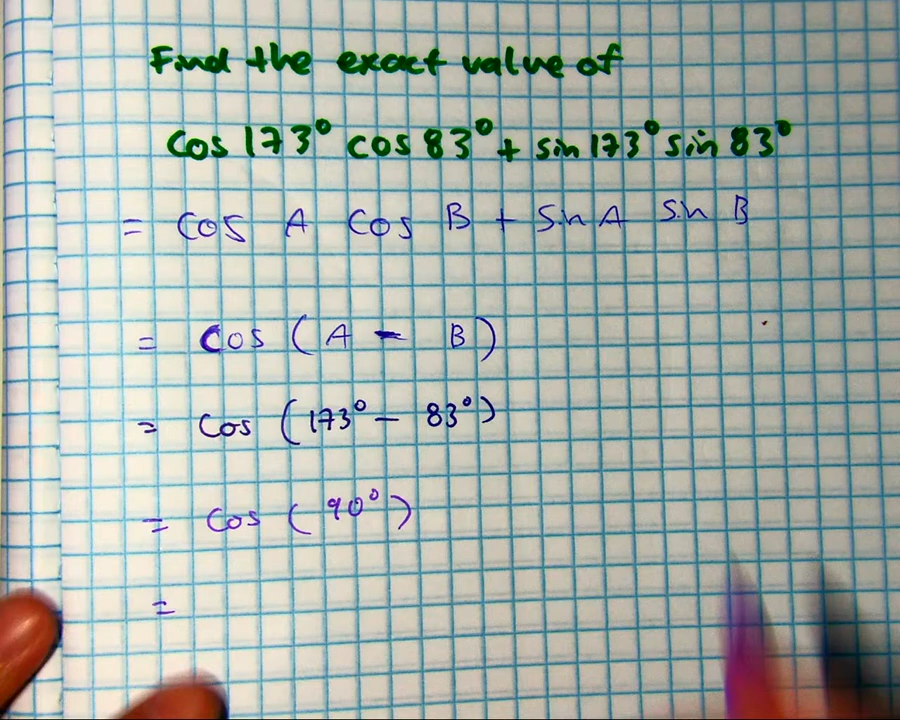 Find the exact value of
cos 173° cos 83° + sin 173° sin 83°
= cos A cos B + sin A sin B
= cos (A - B)
= cos (173° - 83°)
= cos (90°)
=